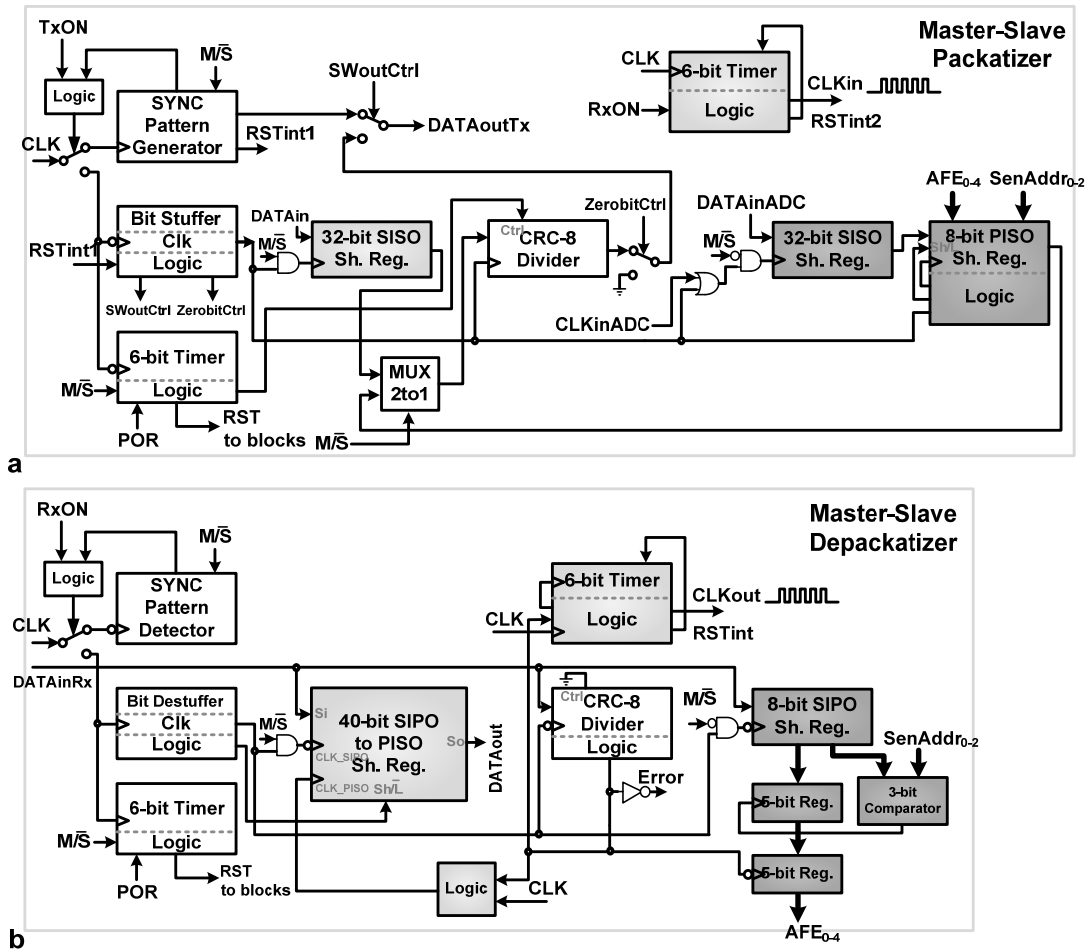 TxON
M/S̅
Logic
SYNC
Pattern
Generator
CLK
RSTint1
SWoutCtrl
DATAoutTx
CLK
6-bit Timer
Logic
RxON
CLKin
RSTint2
Master-Slave
Packatizer
Bit Stuffer
Clk
Logic
RSTint1
SWoutCtrl
ZerobitCtrl
DATAin
M/S̅
32-bit SISO
Sh. Reg.
Ctrl
CRC-8
Divider
ZerobitCtrl
DATAinADC
M/S̅
CLKinADC
32-bit SISO
Sh. Reg.
AFE0-4
SenAddr0-2
8-bit PISO
Sh/L
Sh. Reg.
Logic
6-bit Timer
Logic
M/S̅
POR
RST
to blocks
MUX
2to1
M/S̅
a
RxON
M/S̅
Logic
SYNC
Pattern
Detector
CLK
DATAinRx
6-bit Timer
Logic
CLK
CLKout
RSTint
Master-Slave
Depackatizer
Bit Destuffer
Clk
Logic
M/S̅
Si
40-bit SIPO
to PISO
Sh. Reg.
So
CLK_SIPO
CLK_PISO
Sh/L̅
DATAout
Ctrl
CRC-8
Divider
Logic
Error
M/S̅
8-bit SIPO
Sh. Reg.
SenAddr0-2
3-bit
Comparator
5-bit Reg.
5-bit Reg.
AFE0-4
6-bit Timer
Logic
M/S̅
POR
RST
to blocks
Logic
CLK
b